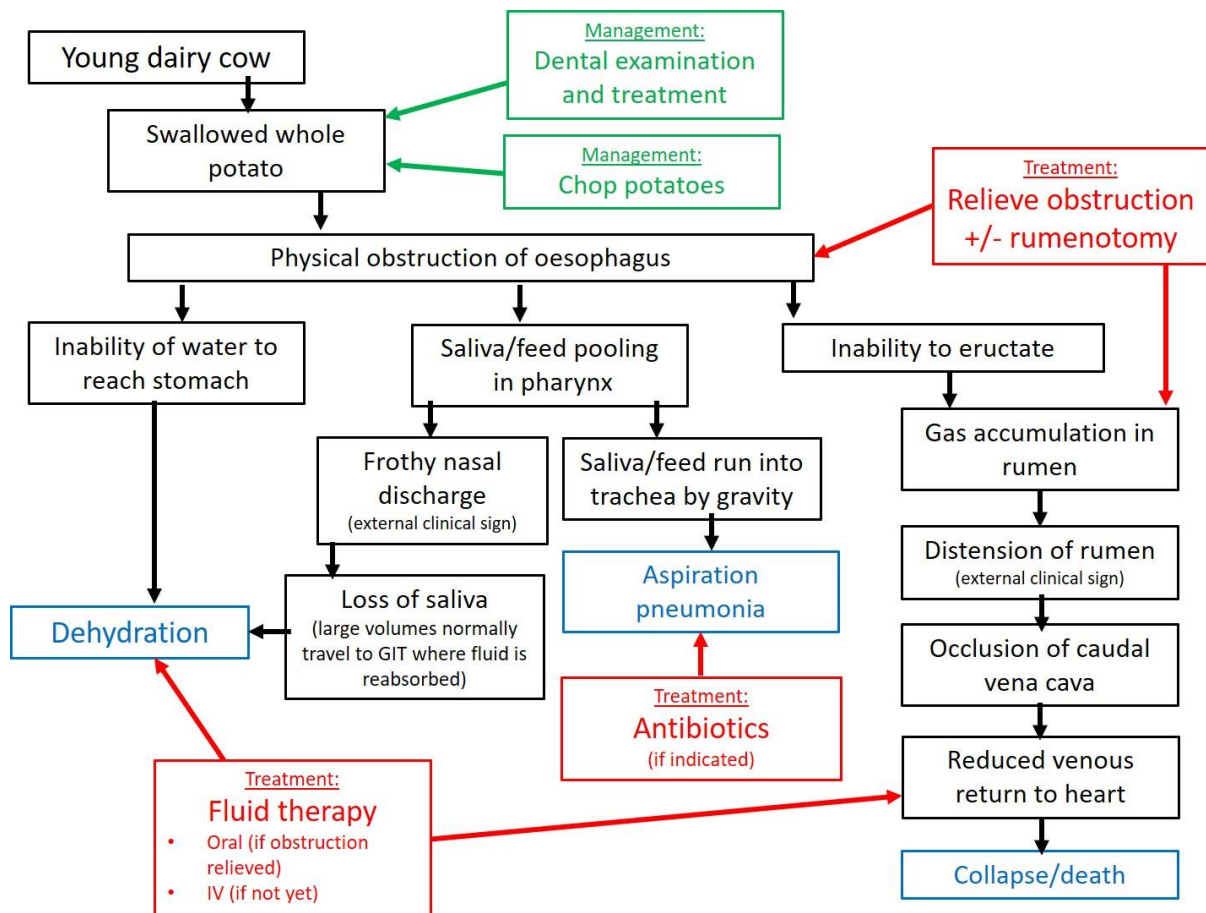 Young dairy cow
Management:
Dental examination
and treatment
Swallowed whole
potato
Management:
Chop potatoes
Treatment:
Relieve obstruction
+/- rumenotomy
Physical obstruction of oesophagus
Inability of water to
reach stomach
Saliva/feed pooling
in pharynx
Inability to eructate
Frothy nasal
discharge
(external clinical sign)
Saliva/feed run into
trachea by gravity
Gas accumulation in
rumen
Distension of rumen
(external clinical sign)
Dehydration
Loss of saliva
(large volumes normally
travel to GIT where fluid is
reabsorbed)
Aspiration
pneumonia
Occlusion of caudal
vena cava
Treatment:
Antibiotics
(if indicated)
Reduced venous
return to heart
Treatment:
Fluid therapy
• Oral (if obstruction
relieved)
• IV (if not yet)
Collapse/death